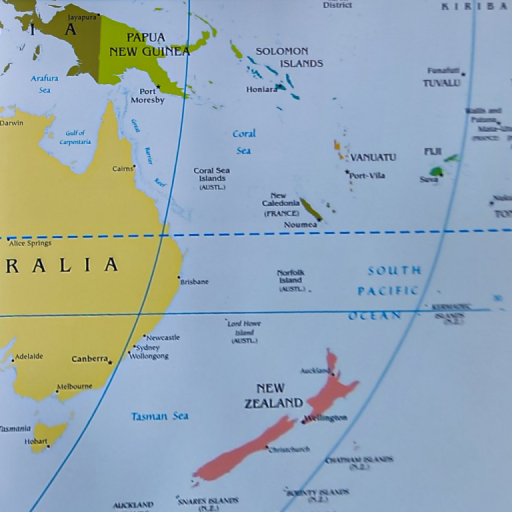 District
KIRIBA
Jayapura
I A
PAPUA
NEW GUINEA
SOLOMON
ISLANDS
Arafura
Sea
Port
Moresby
Honiara
Funafuti
TUVALU
Wallis and
Futuna
(FRANCE)
Darwin
Gulf of
Carpentaria
Great
Barrier
Reef
Coral
Sea
Cairns
Coral Sea
Islands
(AUSTL.)
VANUATU
Port-Vila
FIJI
Suva
New
Caledonia
(FRANCE)
Noumea
TON
Alice Springs
RALIA
Brisbane
Norfolk
Island
(AUSTL.)
SOUTH
PACIFIC
OCEAN
KERMADEC
ISLANDS
(N.Z.)
30
Lord Howe
Island
(AUSTL.)
Newcastle
Sydney
Wollongong
Adelaide
Canberra
Melbourne
Auckland
NEW
ZEALAND
Wellington
Tasman Sea
Tasmania
Hobart
Christchurch
CHATHAM ISLANDS
(N.Z.)
AUCKLAND
SNARES ISLANDS
(N.Z.)
BOUNTY ISLANDS
(N.Z.)